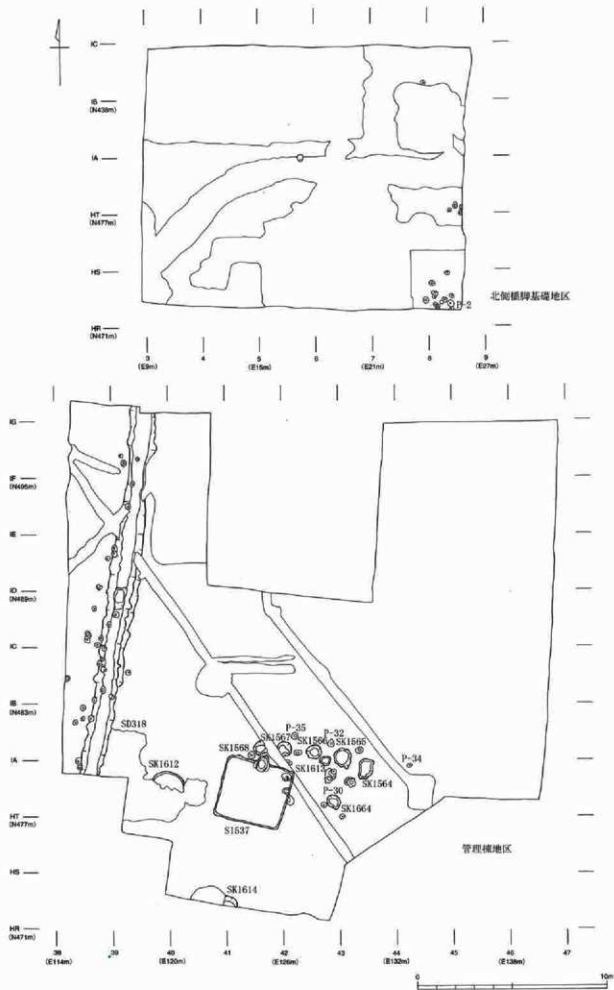 IC
IB
(N438m)
IA
HT
(N477m)
HS
HR
(N471m)
P-2
北側橋脚基礎地区
3 4 5 6 7 8 9
(E9m) (E15m) (E21m) (E27m)
IG
IF
(N495m)
IE
ID
(N489m)
IC
IB
(N483m)
IA
HT
(N477m)
HS
HR
(N471m)
SD318
SK1612
P-35
SK1567
SK1566
P-32
SK1565
SK1568
SK1612
SK1564
P-34
P-30
SK1664
S1537
SK1614
管理棟地区
38 39 40 41 42 43 44 45 46 47
(E114m) (E120m) (E126m) (E132m) (E138m)
0 10m